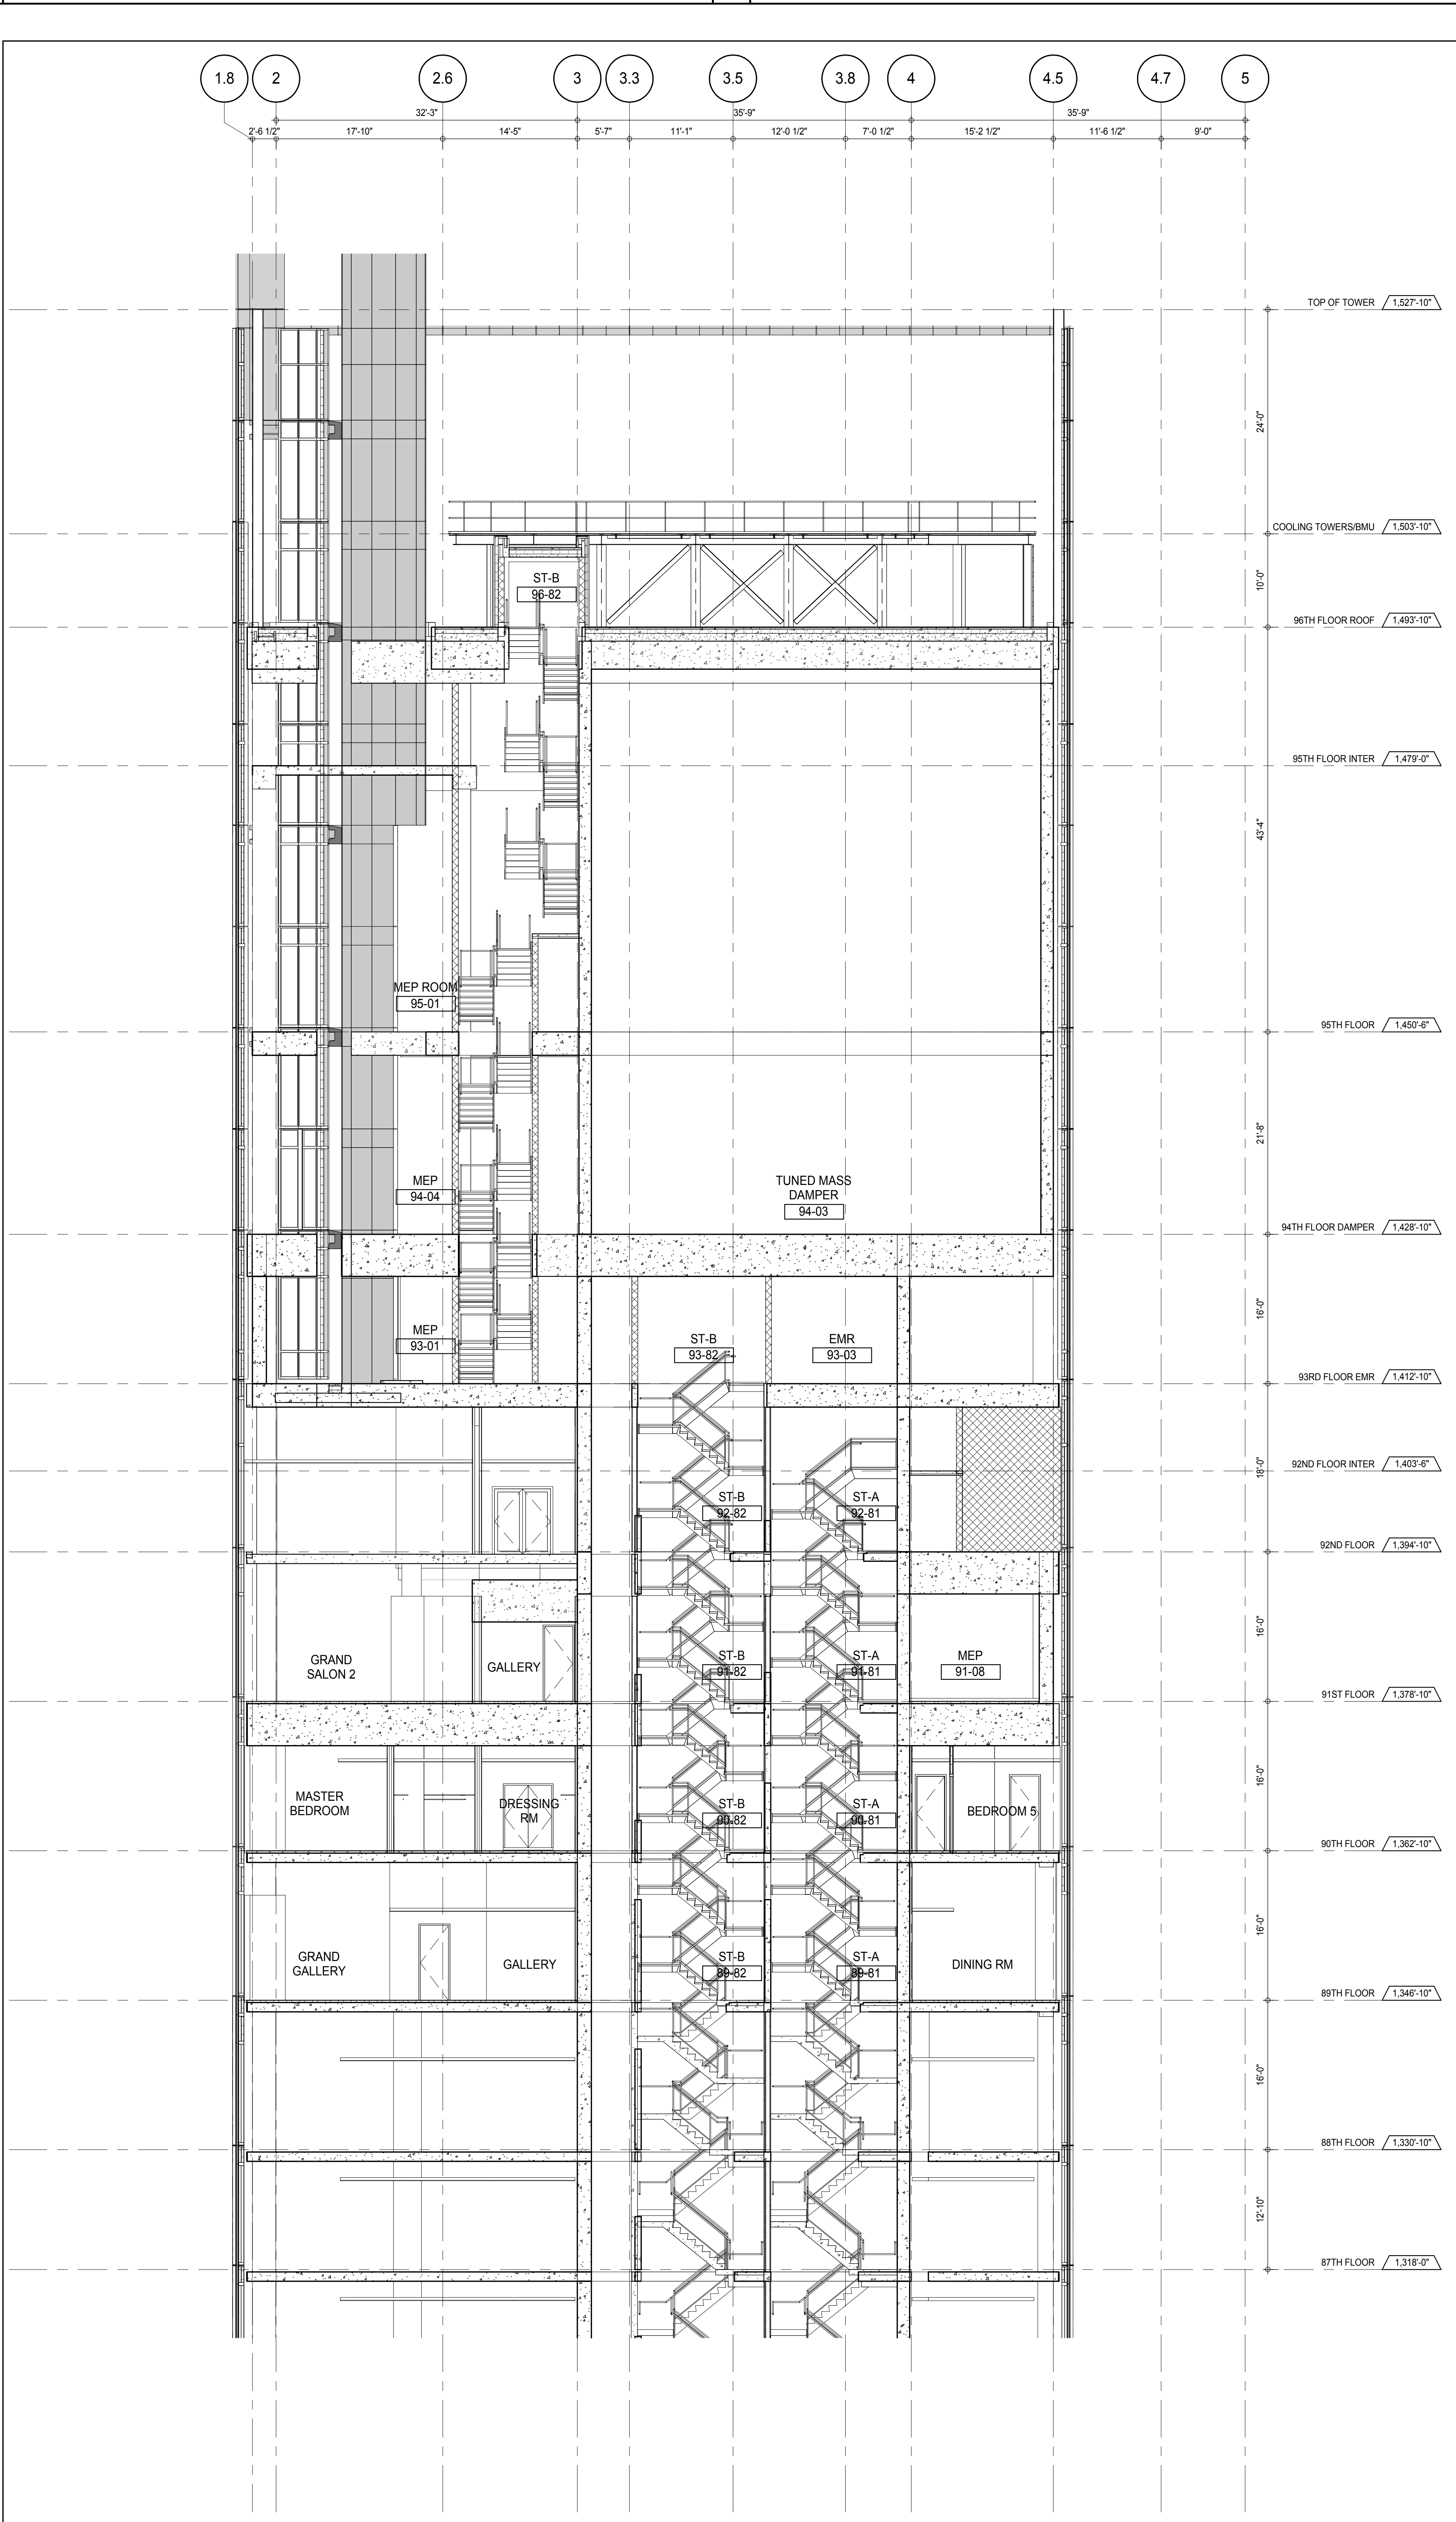 1.8 2 2.6 3 3.3 3.5 3.8 4 4.5 4.7 5
32'-3" 35'-9" 35'-9"
2'-6 1/2" 17'-10" 14'-5" 5'-7" 11'-1" 12'-0 1/2" 7'-0 1/2" 15'-2 1/2" 11'-6 1/2" 9'-0"
TOP OF TOWER 1,527'-10"
24'-0"
COOLING TOWERS/BMU 1,503'-10"
ST-B
96-82
10'-0"
96TH FLOOR ROOF 1,493'-10"
95TH FLOOR INTER 1,479'-0"
43'-4"
MEP ROOM
95-01
95TH FLOOR 1,450'-6"
21'-8"
MEP
94-04
TUNED MASS
DAMPER
94-03
94TH FLOOR DAMPER 1,428'-10"
16'-0"
MEP
93-01
ST-B
93-82
EMR
93-03
93RD FLOOR EMR 1,412'-10"
92ND FLOOR INTER 1,403'-6"
18'-0"
ST-B
92-82
ST-A
92-81
92ND FLOOR 1,394'-10"
16'-0"
GRAND
SALON 2
GALLERY
ST-B
91-82
ST-A
91-81
MEP
91-08
91ST FLOOR 1,378'-10"
16'-0"
MASTER
BEDROOM
DRESSING
RM
ST-B
90-82
ST-A
90-81
BEDROOM 5
90TH FLOOR 1,362'-10"
16'-0"
GRAND
GALLERY
GALLERY
ST-B
89-82
ST-A
89-81
DINING RM
89TH FLOOR 1,346'-10"
16'-0"
88TH FLOOR 1,330'-10"
12'-10"
87TH FLOOR 1,318'-0"